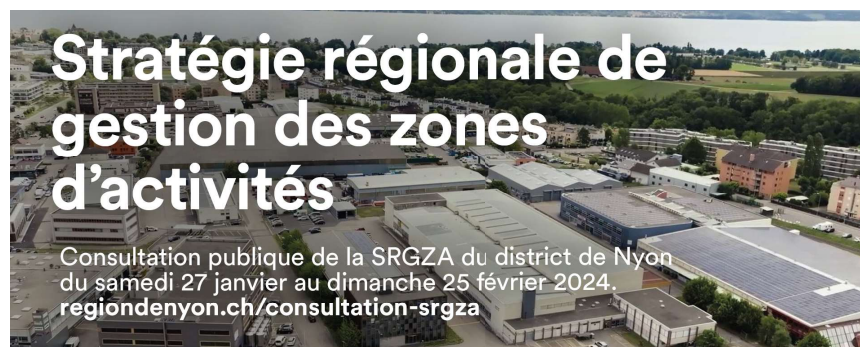 Stratégie régionale de
gestion des zones
d’activités
Consultation publique de la SRGZA du district de Nyon
du samedi 27 janvier au dimanche 25 février 2024.
regiondenyon.ch/consultation-srgza